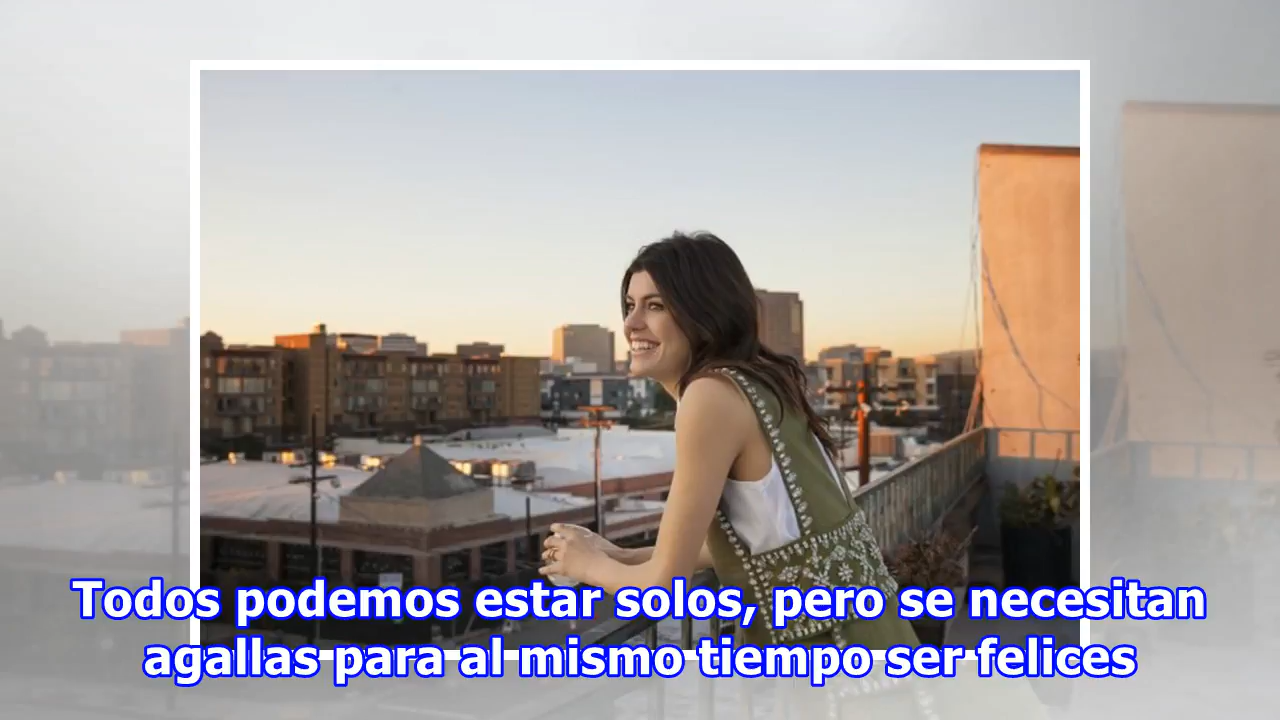 Todos podemos estar solos, pero se necesitan
agallas para al mismo tiempo ser felices